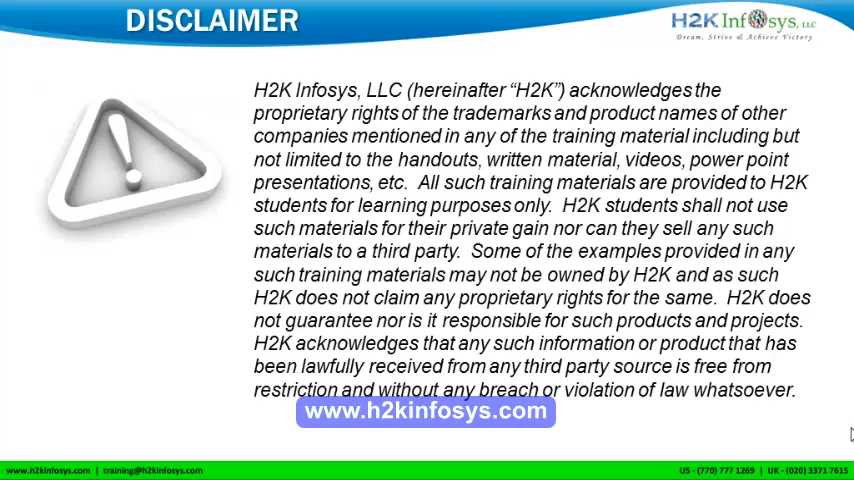 DISCLAIMER
H2K Infosys, LLC
Dream, Strive & Achieve Victory
H2K Infosys, LLC (hereinafter “H2K”) acknowledges the
proprietary rights of the trademarks and product names of other
companies mentioned in any of the training material including but
not limited to the handouts, written material, videos, power point
presentations, etc. All such training materials are provided to H2K
students for learning purposes only. H2K students shall not use
such materials for their private gain nor can they sell any such
materials to a third party. Some of the examples provided in any
such training materials may not be owned by H2K and as such
H2K does not claim any proprietary rights for the same. H2K does
not guarantee nor is it responsible for such products and projects.
H2K acknowledges that any such information or product that has
been lawfully received from any third party source is free from
restriction and without any breach or violation of law whatsoever.
www.h2kinfosys.com
www.h2kinfosys.com | training@h2kinfosys.com
US - (770) 777 1269 | UK - (020) 3371 7615